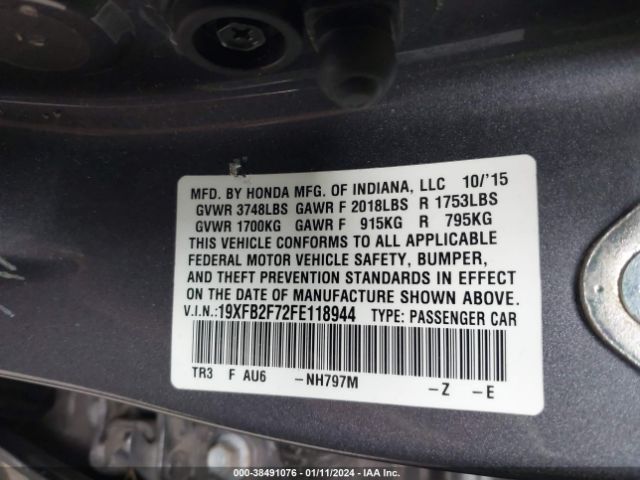 MFD. BY HONDA MFG. OF INDIANA, LLC 10/'15
GVWR 3748LBS GAWR F 2018LBS R 1753LBS
GVWR 1700KG GAWR F 915KG R 795KG
THIS VEHICLE CONFORMS TO ALL APPLICABLE
FEDERAL MOTOR VEHICLE SAFETY, BUMPER,
AND THEFT PREVENTION STANDARDS IN EFFECT
ON THE DATE OF MANUFACTURE SHOWN ABOVE.
V.I.N.:19XFB2F72FE118944 TYPE: PASSENGER CAR
TR3 F AU6 –NH797M –Z –E
000-38491076 - 01/11/2024 - IAA Inc.